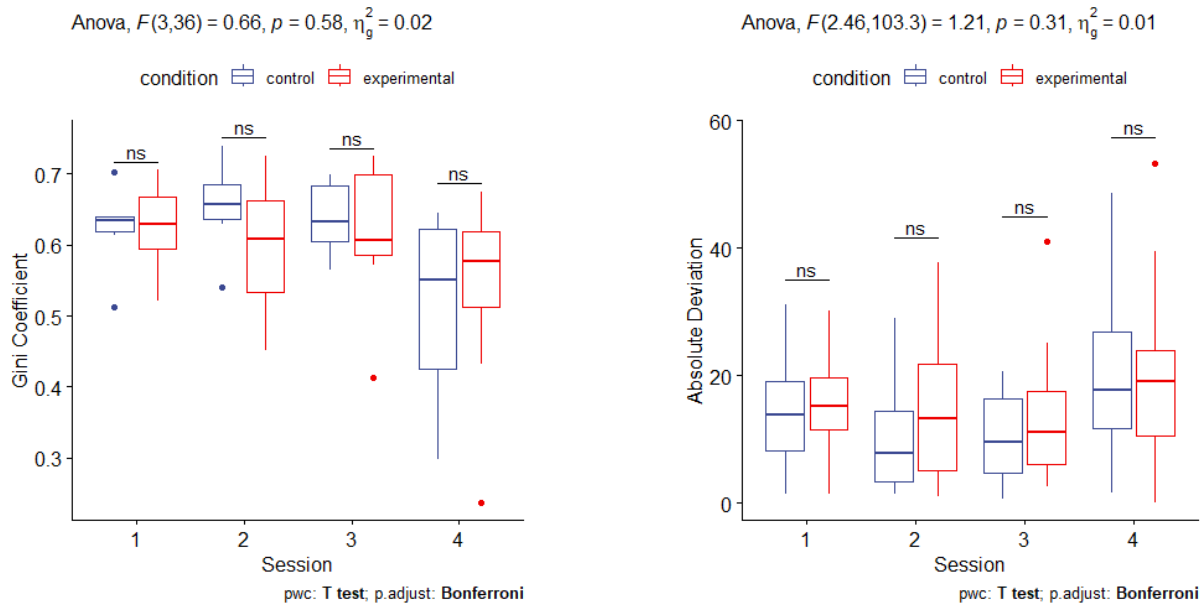 Anova, F(3,36) = 0.66, p = 0.58, η²g = 0.02
condition control experimental
ns
ns
ns
ns
0.7
0.6
0.5
0.4
0.3
Gini Coefficient
1 2 3 4
Session
pwc: T test; p.adjust: Bonferroni
Anova, F(2.46,103.3) = 1.21, p = 0.31, η²g = 0.01
condition control experimental
60
40
20
0
Absolute Deviation
ns
ns
ns
ns
1 2 3 4
Session
pwc: T test; p.adjust: Bonferroni